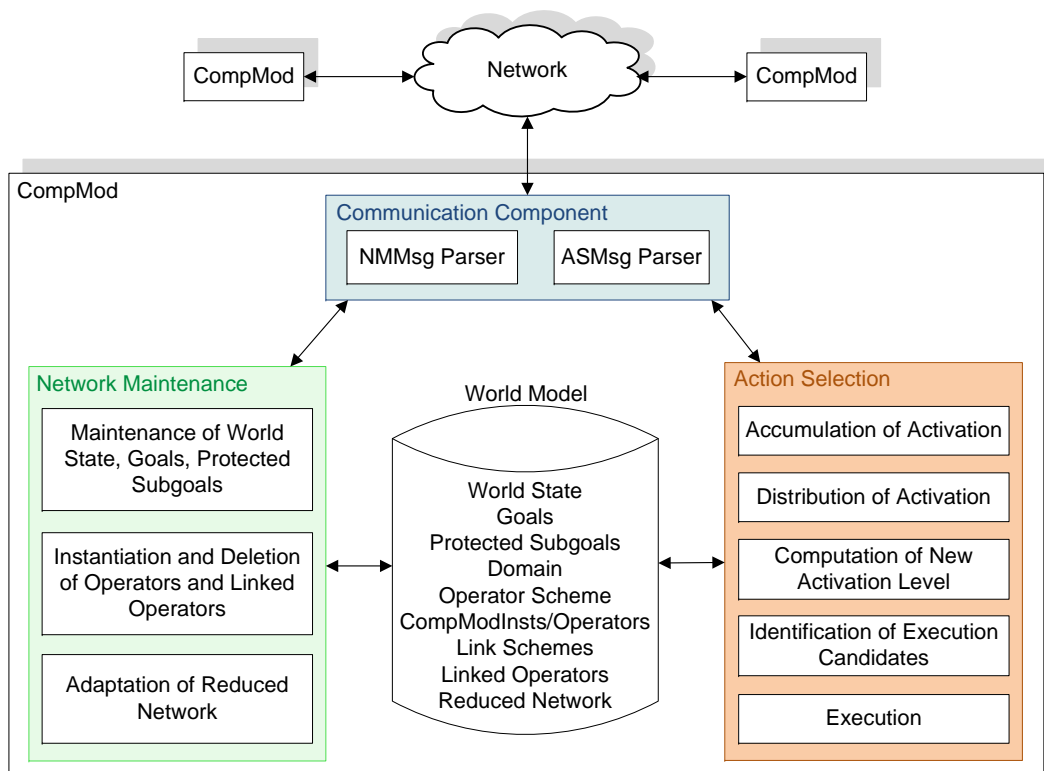 Network
CompMod
CompMod
CompMod
Communication Component
NMMsg Parser
ASMsg Parser
Network Maintenance
Maintenance of World
State, Goals, Protected
Subgoals
Instantiation and Deletion
of Operators and Linked
Operators
Adaptation of Reduced
Network
World Model
World State
Goals
Protected Subgoals
Domain
Operator Scheme
CompModInsts/Operators
Link Schemes
Linked Operators
Reduced Network
Action Selection
Accumulation of Activation
Distribution of Activation
Computation of New
Activation Level
Identification of Execution
Candidates
Execution